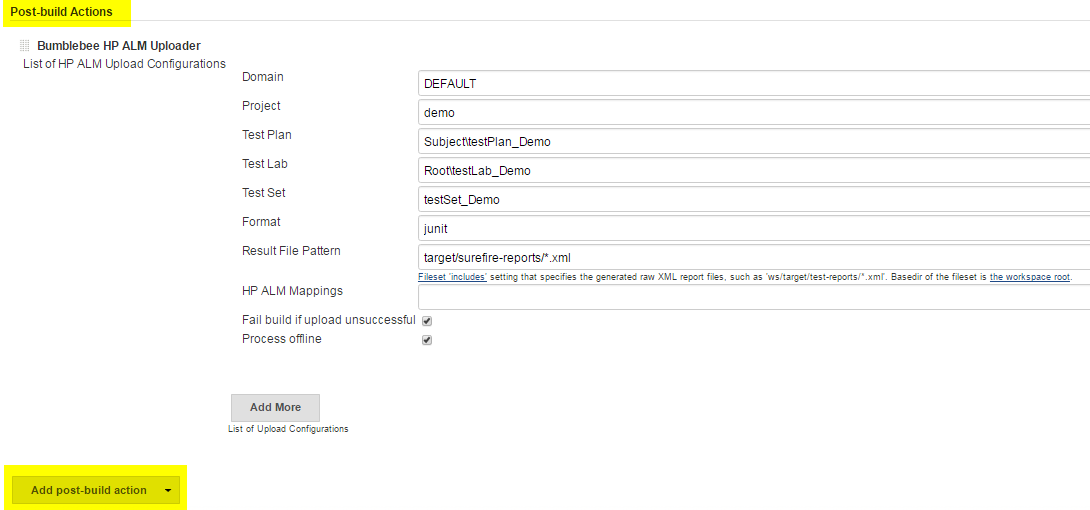 Post-build Actions
Bumblebee HP ALM Uploader
List of HP ALM Upload Configurations
Domain
DEFAULT
Project
demo
Test Plan
Subject\testPlan_Demo
Test Lab
Root\testLab_Demo
Test Set
testSet_Demo
Format
junit
Result File Pattern
target/surefire-reports/*.xml
Fileset 'includes' setting that specifies the generated raw XML report files, such as 'ws/target/test-reports/*.xml'. Basedir of the fileset is the workspace root.
HP ALM Mappings
Fail build if upload unsuccessful
Process offline
Add More
List of Upload Configurations
Add post-build action